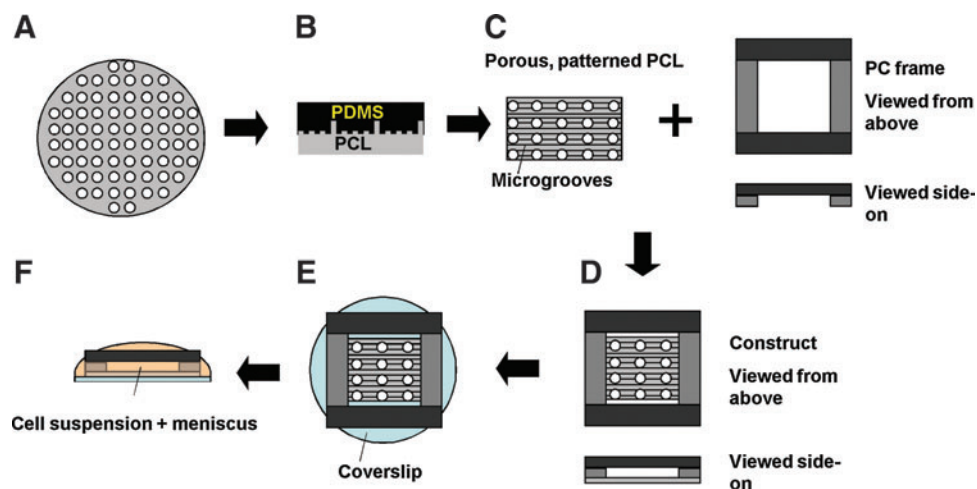 A
B
C
PDMS
PCL
Porous, patterned PCL
Microgrooves
+
PC frame
Viewed from
above
Viewed side-
on
D
Construct
Viewed from
above
Viewed side-
on
E
Coverslip
F
Cell suspension + meniscus